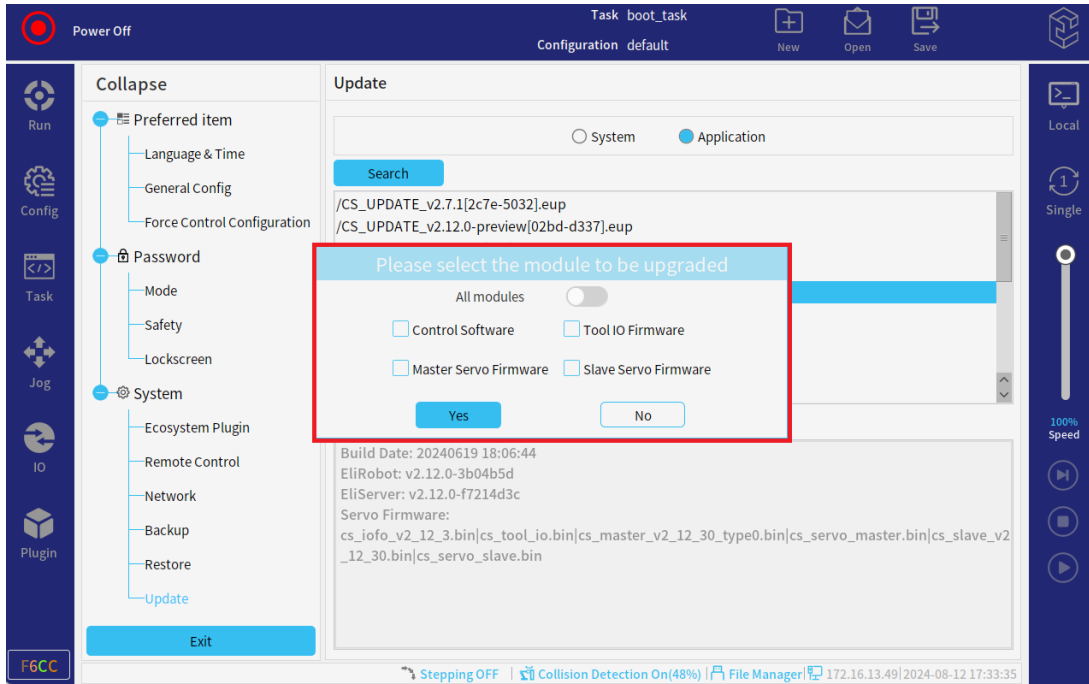 Power Off
Task boot_task
Configuration default
New
Open
Save
Run
Config
Task
Jog
IO
Plugin
F6CC
Collapse
Preferred item
Language & Time
General Config
Force Control Configuration
Password
Mode
Safety
Lockscreen
System
Ecosystem Plugin
Remote Control
Network
Backup
Restore
Update
Exit
Update
System Application
Search
/CS_UPDATE_v2.7.1[2c7e-5032].eup
/CS_UPDATE_v2.12.0-preview[02bd-d337].eup
Please select the module to be upgraded
All modules
Control Software Tool IO Firmware
Master Servo Firmware Slave Servo Firmware
Yes No
Build Date: 20240619 18:06:44
EliRobot: v2.12.0-3b04b5d
EliServer: v2.12.0-f7214d3c
Servo Firmware:
cs_iofo_v2_12_3.bin|cs_tool_io.bin|cs_master_v2_12_30_type0.bin|cs_servo_master.bin|cs_slave_v2
_12_30.bin|cs_servo_slave.bin
Local
1
Single
100%
Speed
Stepping OFF | Collision Detection On(48%) | File Manager | 172.16.13.49 | 2024-08-12 17:33:35